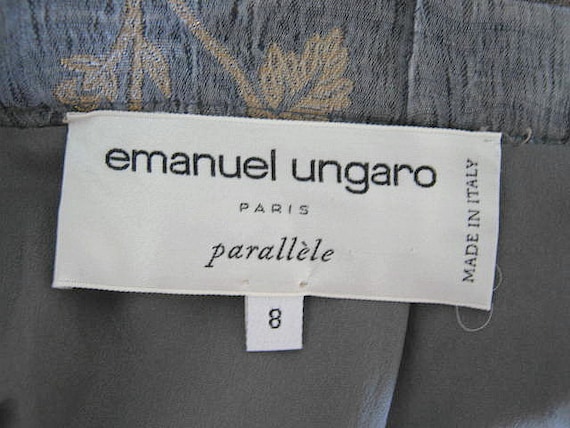 emanuel ungaro
PARIS
parallèle
MADE IN ITALY
8